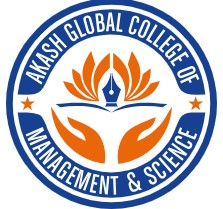 AKASH GLOBAL COLLEGE OF
MANAGEMENT & SCIENCE